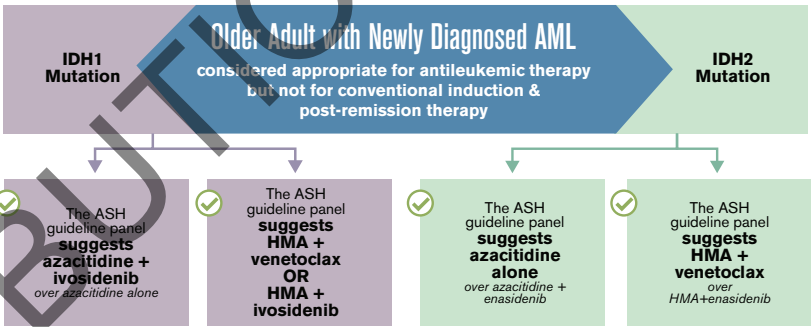 IDH1
Mutation
Older Adult with Newly Diagnosed AML
considered appropriate for antileukemic therapy
but not for conventional induction &
post-remission therapy
IDH2
Mutation
The ASH
guideline panel
suggests
azacitidine +
ivosidenib
over azacitidine alone
The ASH
guideline panel
suggests
HMA +
venetoclax
OR
HMA +
ivosidenib
The ASH
guideline panel
suggests
azacitidine
alone
over azacitidine +
enasidenib
The ASH
guideline panel
suggests
HMA +
venetoclax
over
HMA+enasidenib
BUTIO